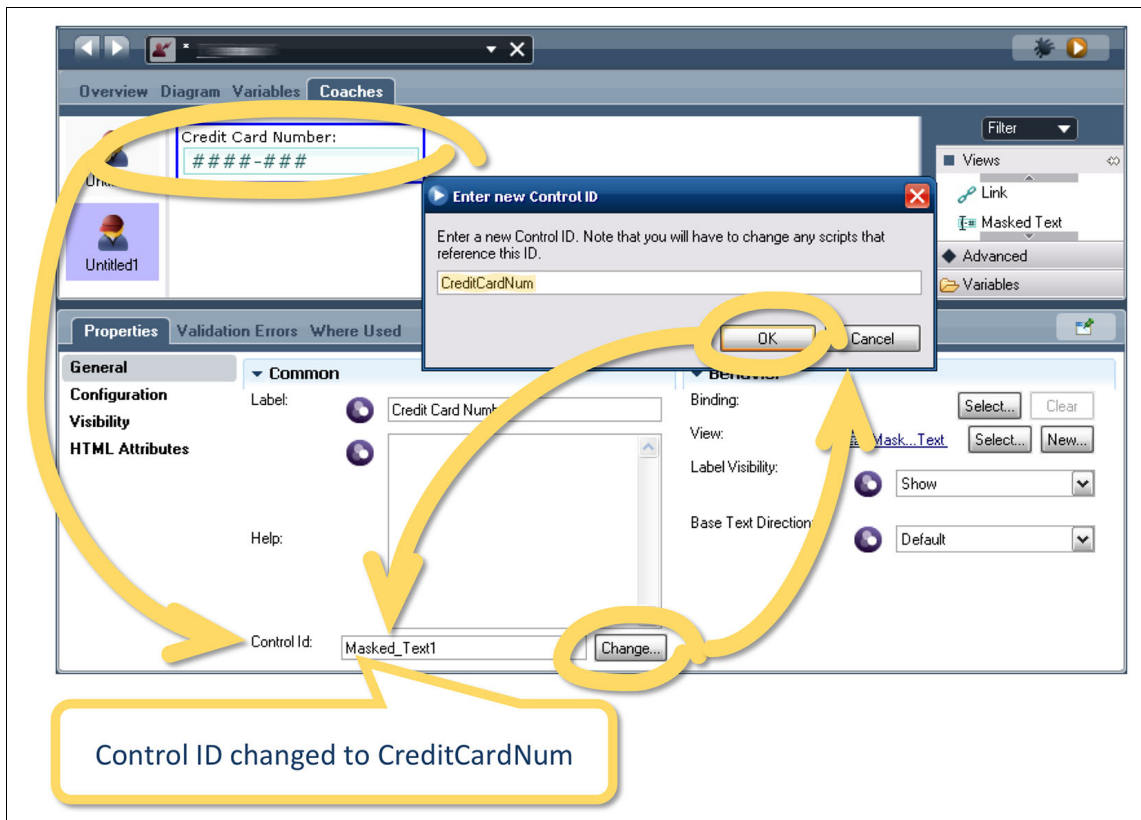 *
Overview Diagram Variables Coaches
Credit Card Number:
####-###
Untitled1
Filter
Views
Link
Masked Text
Advanced
Variables
Enter new Control ID
Enter a new Control ID. Note that you will have to change any scripts that
reference this ID.
CreditCardNum
OK Cancel
Properties Validation Errors Where Used
General
Configuration
Visibility
HTML Attributes
Common
Label: Credit Card Numb
Help:
Control Id: Masked_Text1 Change...
Behavior
Binding: Select... Clear
View: Mask...Text Select... New...
Label Visibility: Show
Base Text Direction: Default
Control ID changed to CreditCardNum